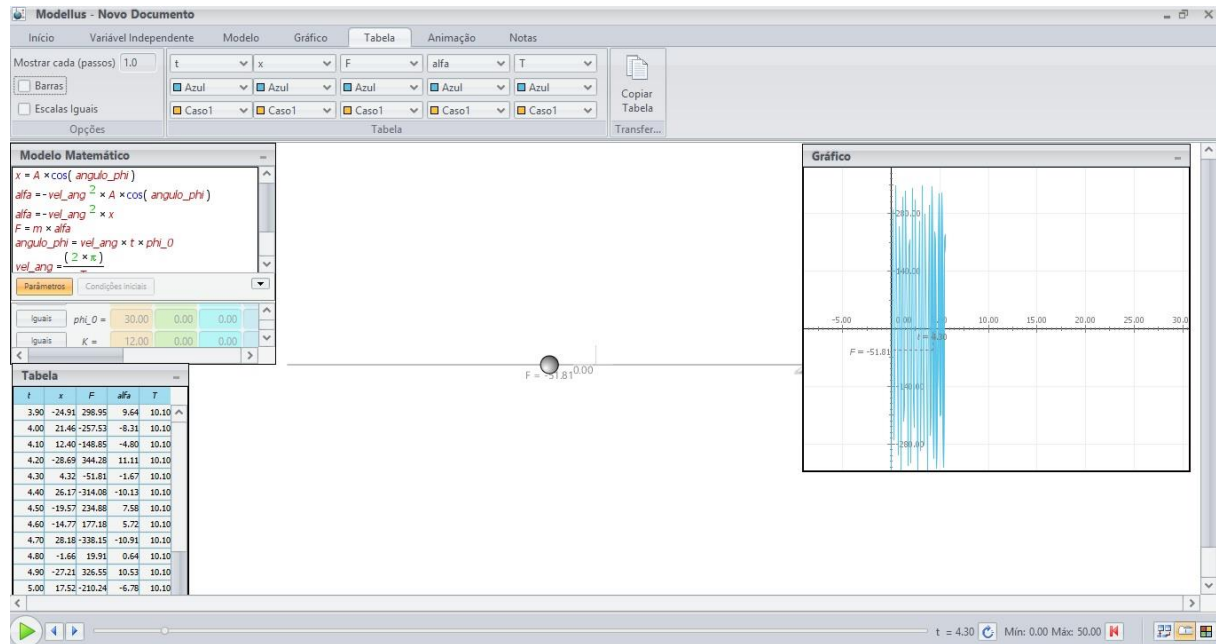 Modellus - Novo Documento
Início Variável Independente Modelo Gráfico Tabela Animação Notas
Mostrar cada (passos) 1.0 t x F alfa T
Barras Azul Azul Azul Azul Azul
Escalas Iguais Caso1 Caso1 Caso1 Caso1 Caso1
Copiar
Tabela
Opções Tabela Transfer...
Modelo Matemático
x = A × cos( angulo_phi )
alfa = - vel_ang 2 × A × cos( angulo_phi )
alfa = - vel_ang 2 × x
F = m × alfa
angulo_phi = vel_ang × t × phi_0
vel_ang = ( 2 × π )
Parâmetros Condições Iniciais
Iguais phi_0 = 30.00 0.00 0.00
Iguais K = 12.00 0.00 0.00
Tabela
t x F alfa T
3.90 -24.91 298.95 9.64 10.10
4.00 21.46 -257.53 -8.31 10.10
4.10 12.40 -148.85 -4.80 10.10
4.20 -28.69 344.28 11.11 10.10
4.30 4.32 -51.81 -1.67 10.10
4.40 26.17 -314.08 -10.13 10.10
4.50 -19.57 234.88 7.58 10.10
4.60 -14.77 177.18 5.72 10.10
4.70 28.18 -338.15 -10.91 10.10
4.80 -1.66 19.91 0.64 10.10
4.90 -27.21 326.55 10.53 10.10
5.00 17.52 -210.24 -6.78 10.10
F = -51.81 0.00
Gráfico
280.00
140.00
-5.00 0.00 10.00 15.00 20.00 25.00 30.0
t = 4.30
F = -51.81
-140.00
-280.00
t = 4.30 Mín: 0.00 Máx: 50.00